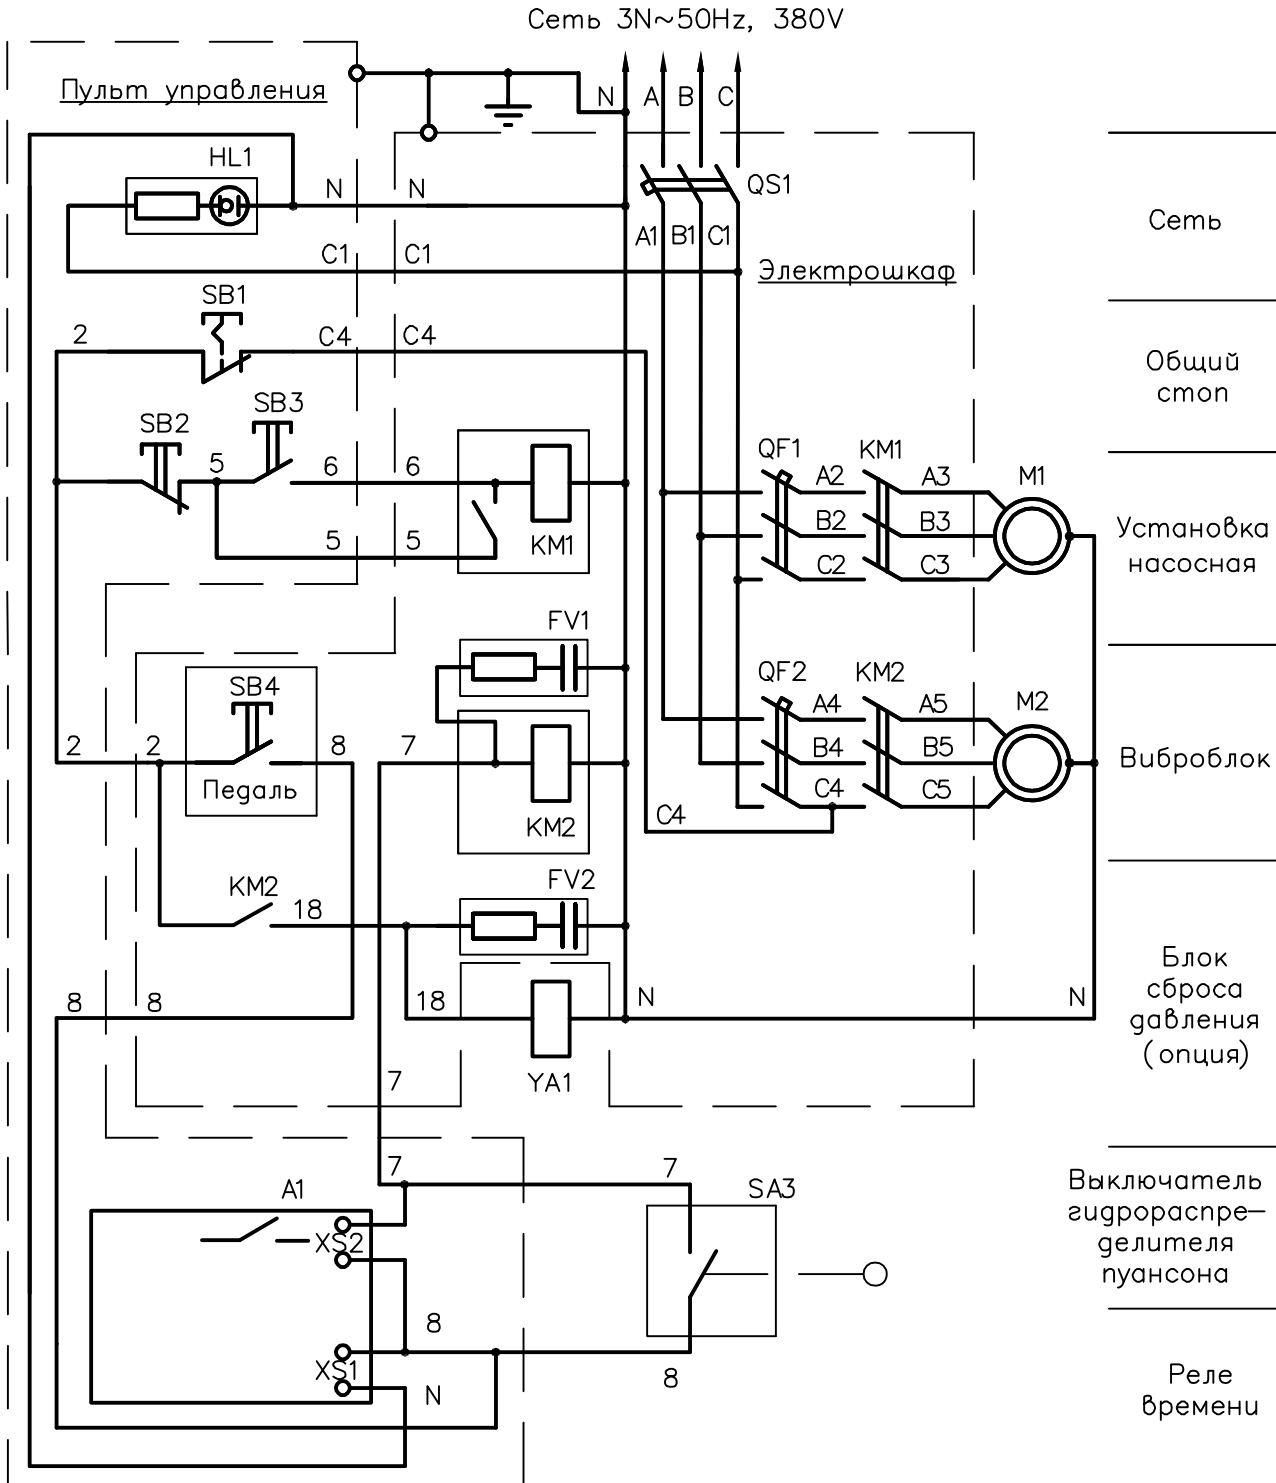 Сеть 3N~50Hz, 380V
Пульт управления
N A B C
HL1
QS1
N N
A1 B1 C1
Сеть
C1 C1
Электрошкаф
SB1
2 C4 C4
Общий
стоп
SB2 SB3
5 6 6
5 5
KM1
QF1 KM1 M1
A2 A3
B2 B3
C2 C3
Установка
насосная
FV1
SB4
QF2 KM2 M2
A4 A5
2 2 8 7
B4 B5
Виброблок
Педаль
C4 C5
KM2
C4
KM2
FV2
18
8 8
18
N N
YA1
Блок
сброса
давления
(опция)
7
7 7
A1
SA3
XS2
Выключатель
гидрораспре-
делителя
пуансона
8
XS1
8
N
Реле
времени